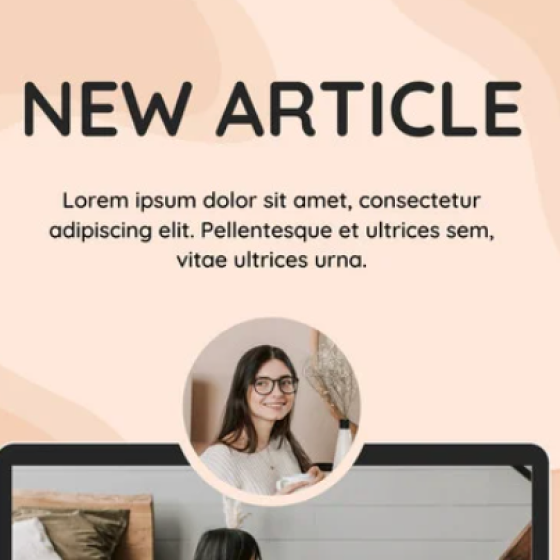 NEW ARTICLE
Lorem ipsum dolor sit amet, consectetur
adipiscing elit. Pellentesque et ultrices sem,
vitae ultrices urna.